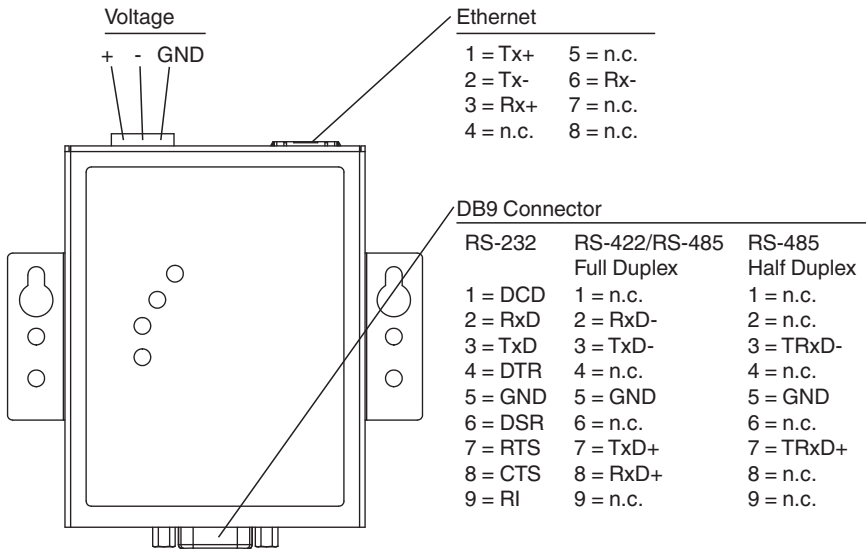 Voltage
+ - GND
Ethernet
1 = Tx+ 5 = n.c.
2 = Tx- 6 = Rx-
3 = Rx+ 7 = n.c.
4 = n.c. 8 = n.c.
DB9 Connector
RS-232 RS-422/RS-485 RS-485
Full Duplex Half Duplex
1 = DCD 1 = n.c. 1 = n.c.
2 = RxD 2 = RxD- 2 = n.c.
3 = TxD 3 = TxD- 3 = TRxD-
4 = DTR 4 = n.c. 4 = n.c.
5 = GND 5 = GND 5 = GND
6 = DSR 6 = n.c. 6 = n.c.
7 = RTS 7 = TxD+ 7 = TRxD+
8 = CTS 8 = RxD+ 8 = n.c.
9 = RI 9 = n.c. 9 = n.c.